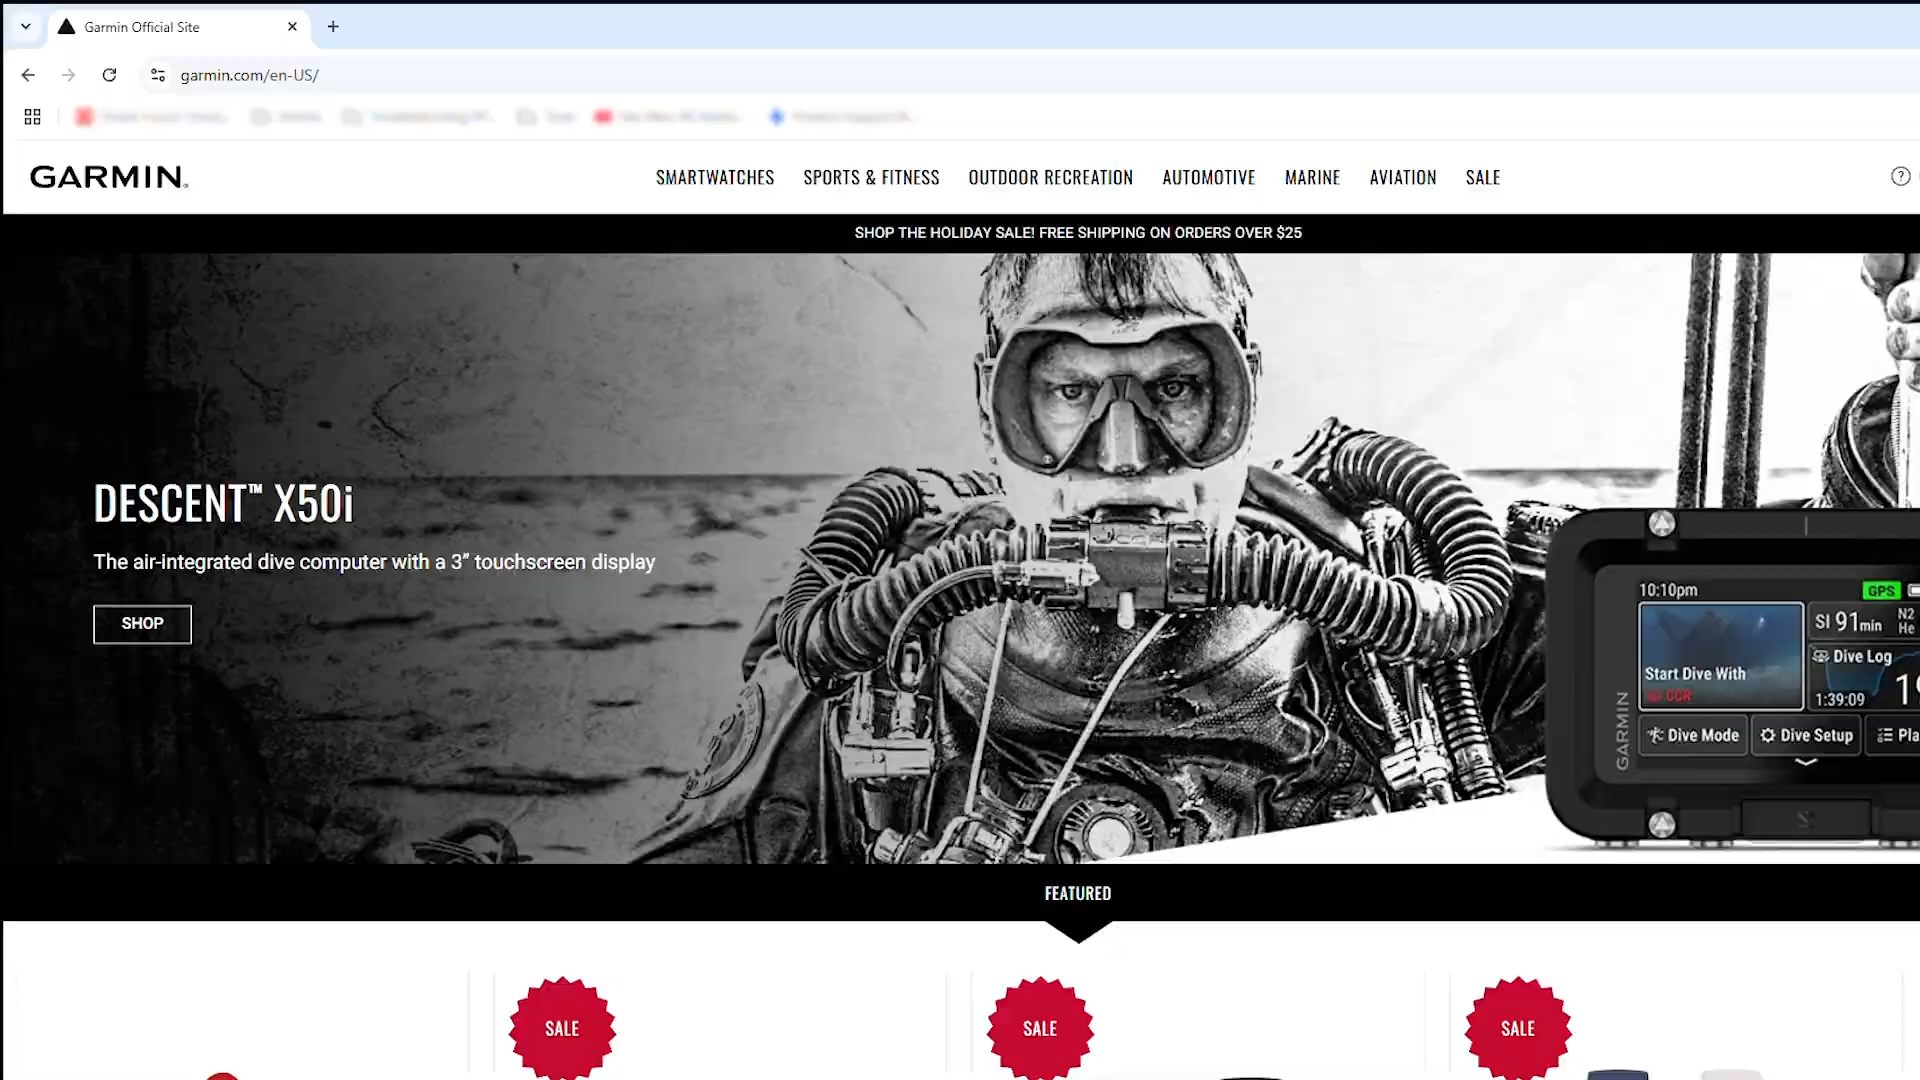 Garmin Official Site
garmin.com/en-US/
GARMIN
SMARTWATCHES SPORTS & FITNESS OUTDOOR RECREATION AUTOMOTIVE MARINE AVIATION SALE
SHOP THE HOLIDAY SALE! FREE SHIPPING ON ORDERS OVER $25
DESCENT™ X50i
The air-integrated dive computer with a 3” touchscreen display
SHOP
10:10pm GPS
SI 91min N2
He
Start Dive With
CCR
Dive Log
1:39:09
Dive Mode Dive Setup Pla
GARMIN
FEATURED
SALE SALE SALE